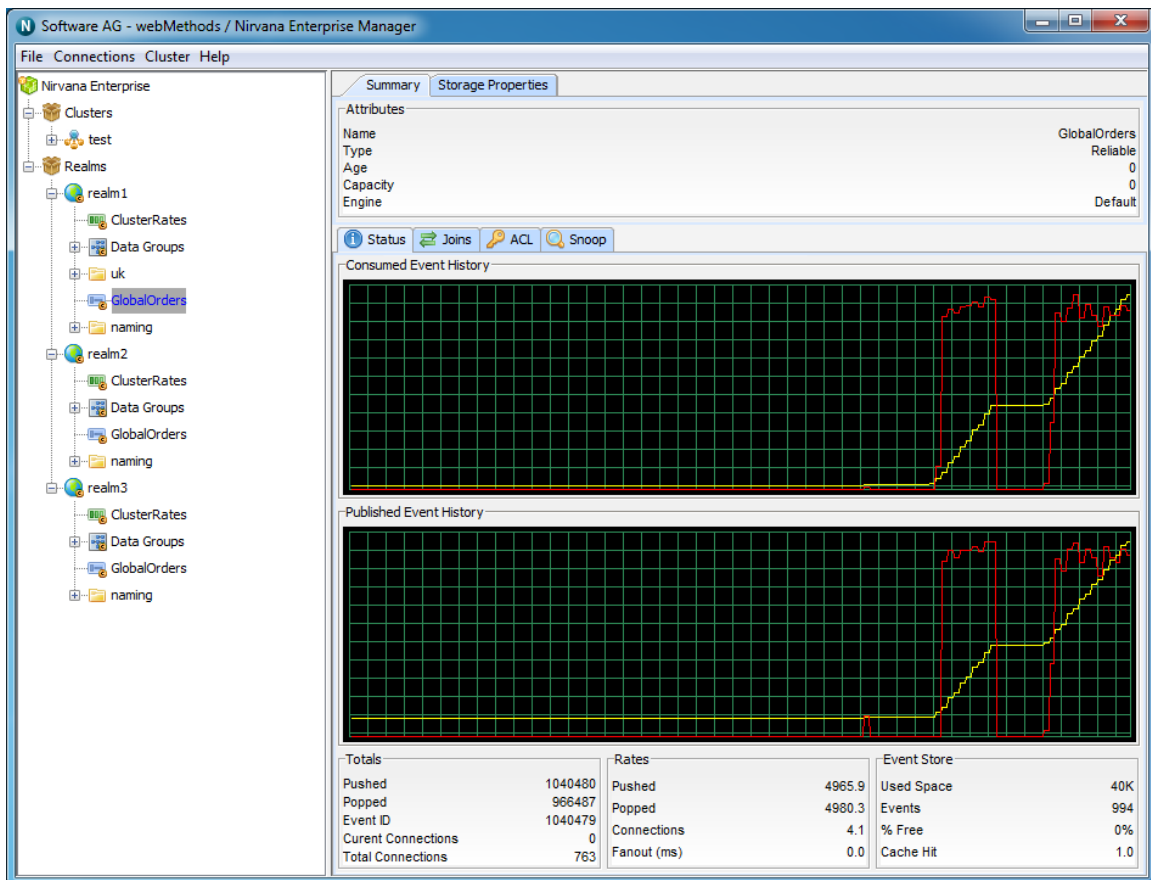 Software AG - webMethods / Nirvana Enterprise Manager
File Connections Cluster Help
Nirvana Enterprise
Clusters
test
Realms
realm1
ClusterRates
Data Groups
uk
GlobalOrders
naming
realm2
ClusterRates
Data Groups
GlobalOrders
naming
realm3
ClusterRates
Data Groups
GlobalOrders
naming
Summary Storage Properties
Attributes
Name GlobalOrders
Type Reliable
Age 0
Capacity 0
Engine Default
Status Joins ACL Snoop
Consumed Event History
Published Event History
Totals
Pushed 1040480
Popped 966487
Event ID 1040479
Curent Connections 0
Total Connections 763
Rates
Pushed 4965.9
Popped 4980.3
Connections 4.1
Fanout (ms) 0.0
Event Store
Used Space 40K
Events 994
% Free 0%
Cache Hit 1.0